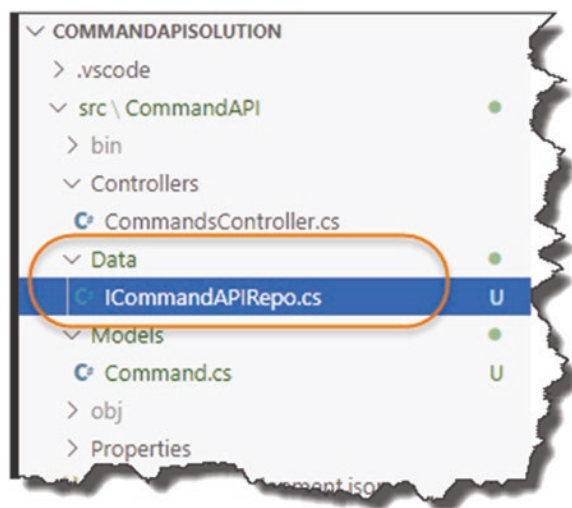 COMMANDAPISOLUTION
.vscode
src \ CommandAPI
bin
Controllers
C# CommandsController.cs
Data
C# ICommandAPIRepo.cs U
Models
C# Command.cs U
obj
Properties